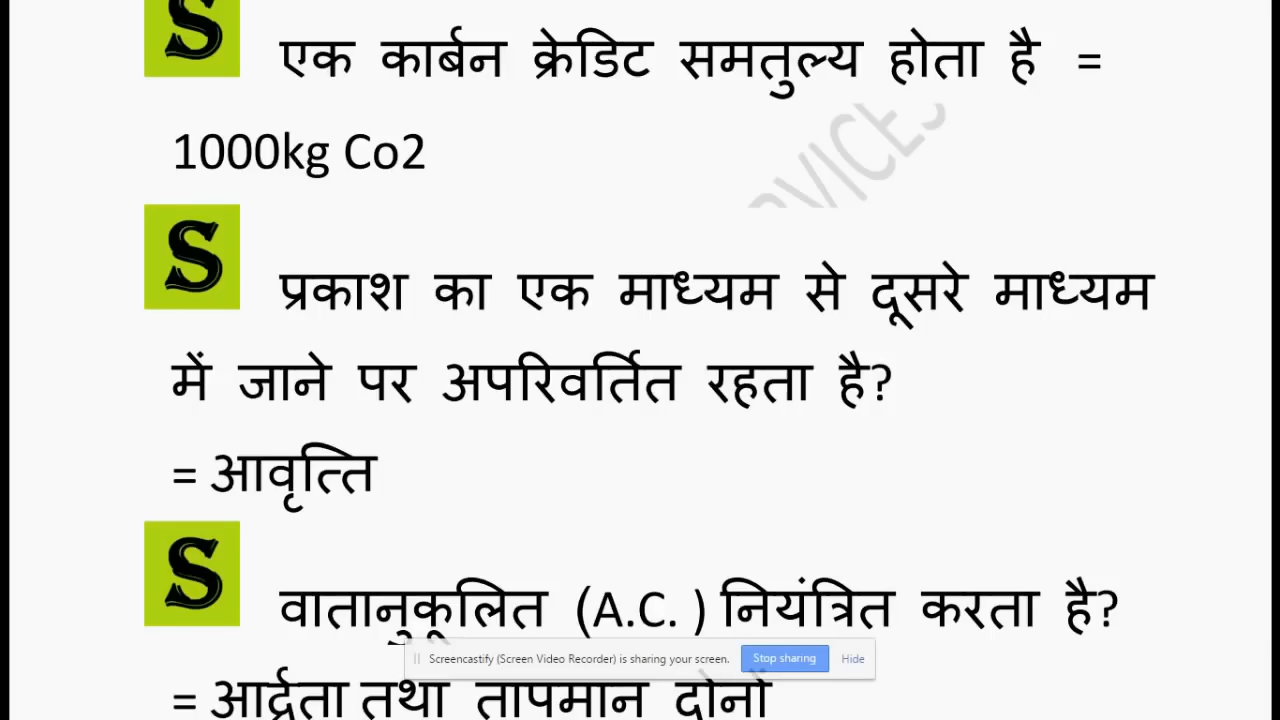 S एक कार्बन क्रेडिट समतुल्य होता है =
1000kg Co2
RVICES
S प्रकाश का एक माध्यम से दूसरे माध्यम
में जाने पर अपरिवर्तित रहता है?
= आवृत्ति
S वातानुकूलित (A.C. ) नियंत्रित करता है?
Screencastify (Screen Video Recorder) is sharing your screen. Stop sharing Hide
= आर्द्रता तथा तापमान दोनों